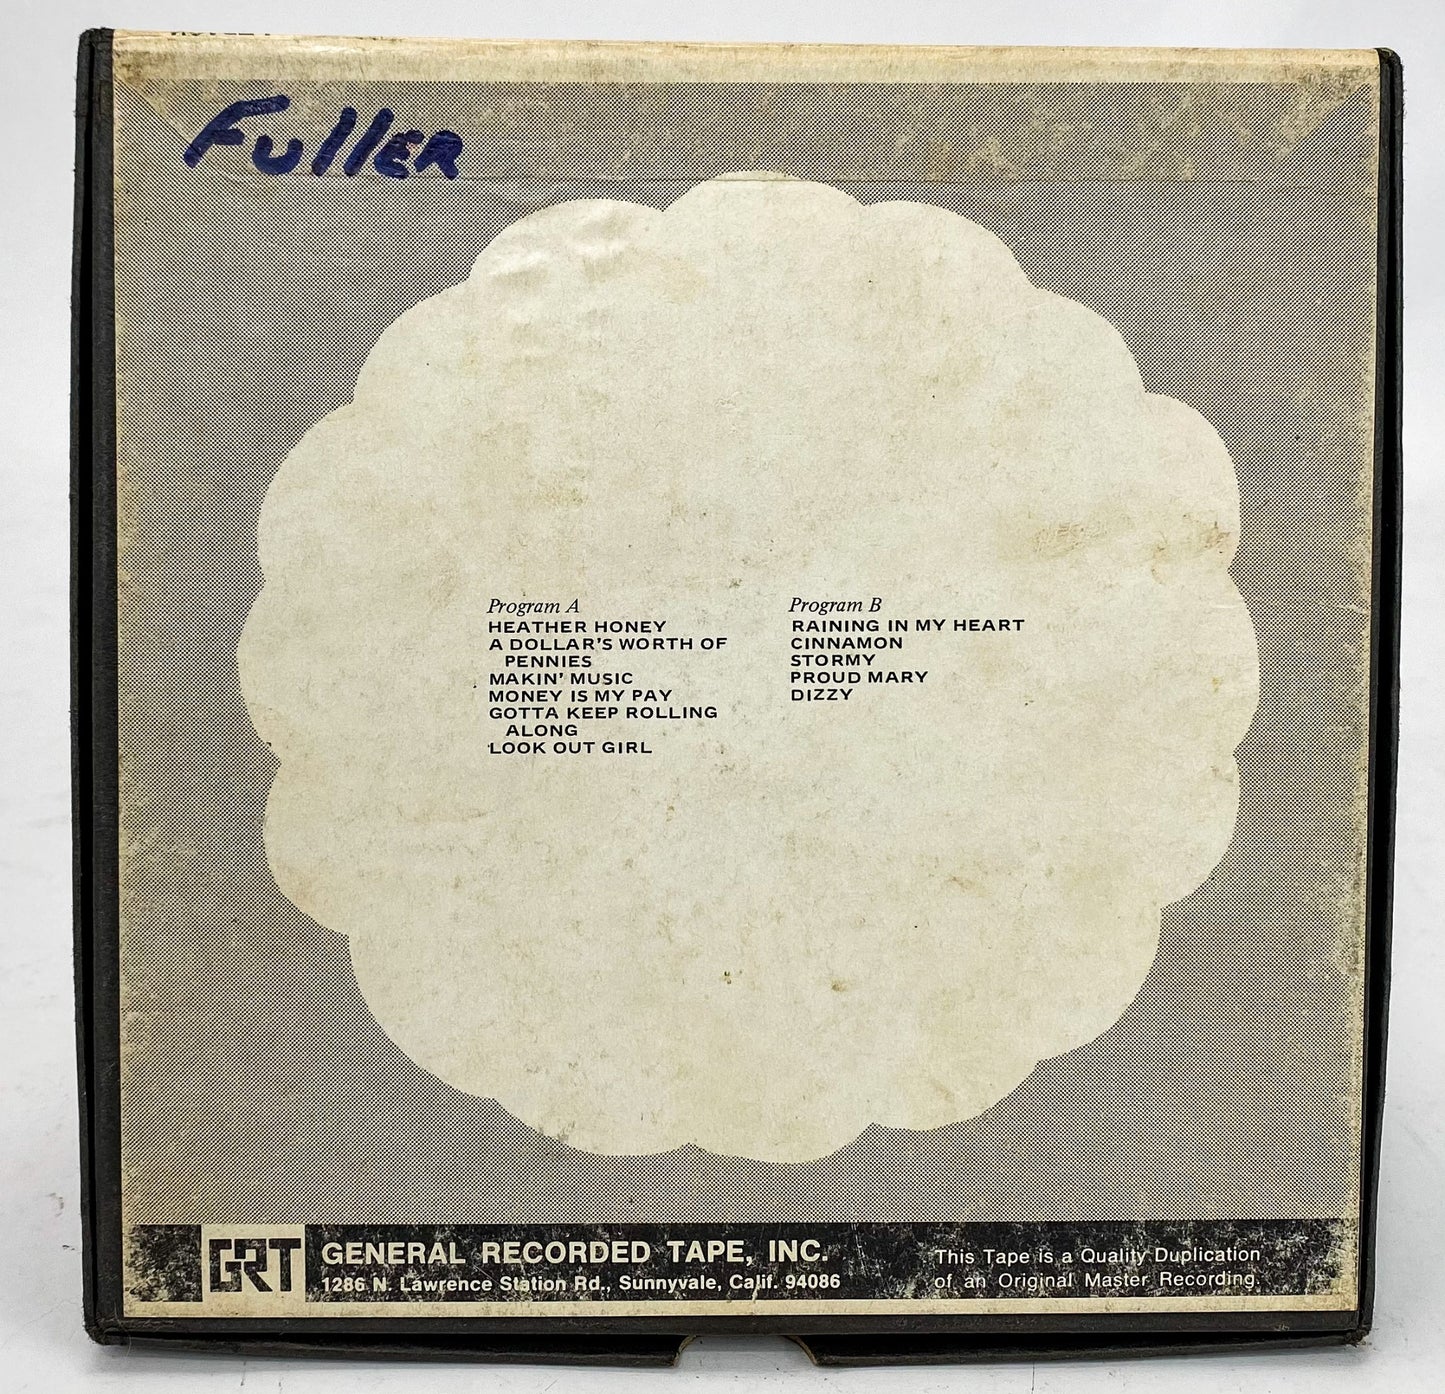 Fuller
Program A
HEATHER HONEY
A DOLLAR'S WORTH OF
PENNIES
MAKIN' MUSIC
MONEY IS MY PAY
GOTTA KEEP ROLLING
ALONG
LOOK OUT GIRL
Program B
RAINING IN MY HEART
CINNAMON
STORMY
PROUD MARY
DIZZY
GRT
GENERAL RECORDED TAPE, INC.
1286 N. Lawrence Station Rd., Sunnyvale, Calif. 94086
This Tape is a Quality Duplication
of an Original Master Recording.